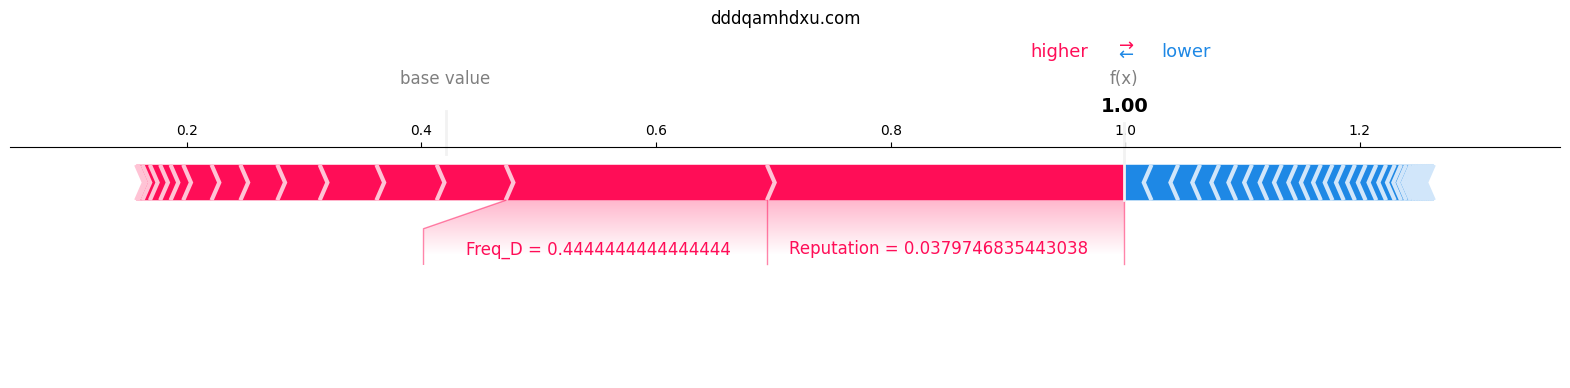 dddqamhdxu.com
higher → lower
←
base value
f(x)
1.00
0.2 0.4 0.6 0.8 1.0 1.2
Freq_D = 0.4444444444444444 Reputation = 0.0379746835443038